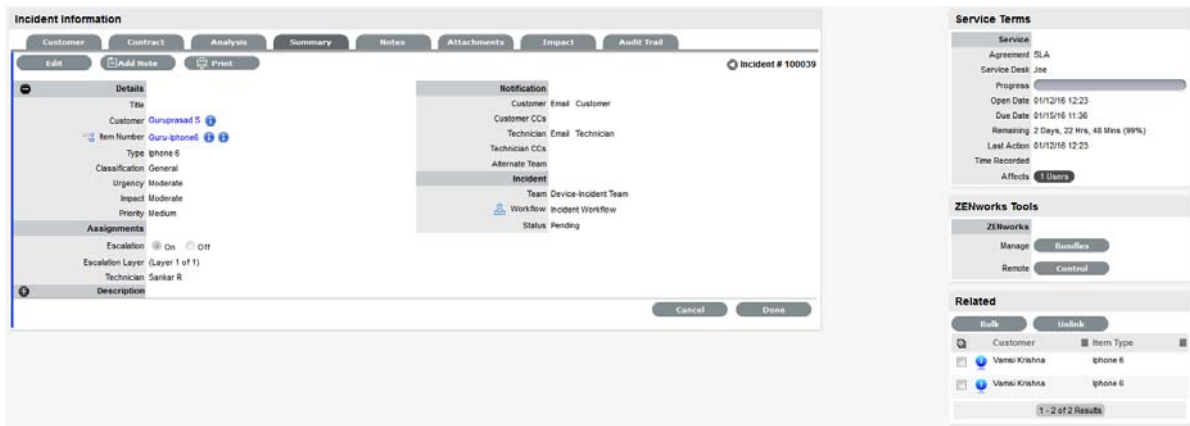 Incident Information
Customer Contract Analysis Summary Notes Attachments Impact Audit Trail
Edit Add Note Print
Incident # 100039
Details
Title
Customer Guruprasad S
Item Number Guru-Iphone6
Type Iphone 6
Classification General
Urgency Moderate
Impact Moderate
Priority Medium
Assignments
Escalation On Off
Escalation Layer (Layer 1 of 1)
Technician Sankar R
Description
Notification
Customer Email Customer
Customer CCs
Technician Email Technician
Technician CCs
Alternate Team
Incident
Team Device-Incident Team
Workflow Incident Workflow
Status Pending
Cancel Done
Service Terms
Service
Agreement SLA
Service Desk Joe
Progress
Open Date 01/12/16 12:23
Due Date 01/15/16 11:36
Remaining 2 Days, 22 Hrs, 48 Mins (99%)
Last Action 01/12/16 12:23
Time Recorded
Affects 1 Users
ZENworks Tools
ZENworks
Manage Bundles
Remote Control
Related
Bulk Unlink
Customer Item Type
Vamsi Krishna Iphone 6
Vamsi Krishna Iphone 6
1 - 2 of 2 Results